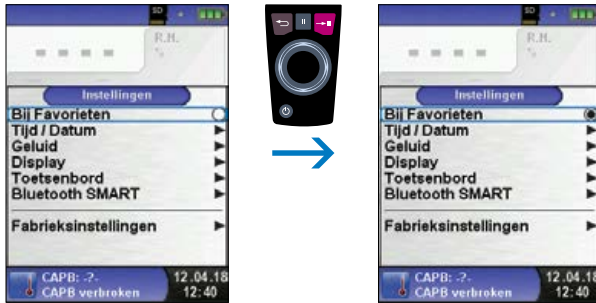 SD
R.H.
%
Instellingen
Bij Favorieten
Tijd / Datum
Geluid
Display
Toetsenbord
Bluetooth SMART
Fabrieksinstellingen
CAPB: -?- 12.04.18
CAPB verbroken 12:40
SD
R.H.
%
Instellingen
Bij Favorieten
Tijd / Datum
Geluid
Display
Toetsenbord
Bluetooth SMART
Fabrieksinstellingen
CAPB: -?- 12.04.18
CAPB verbroken 12:40